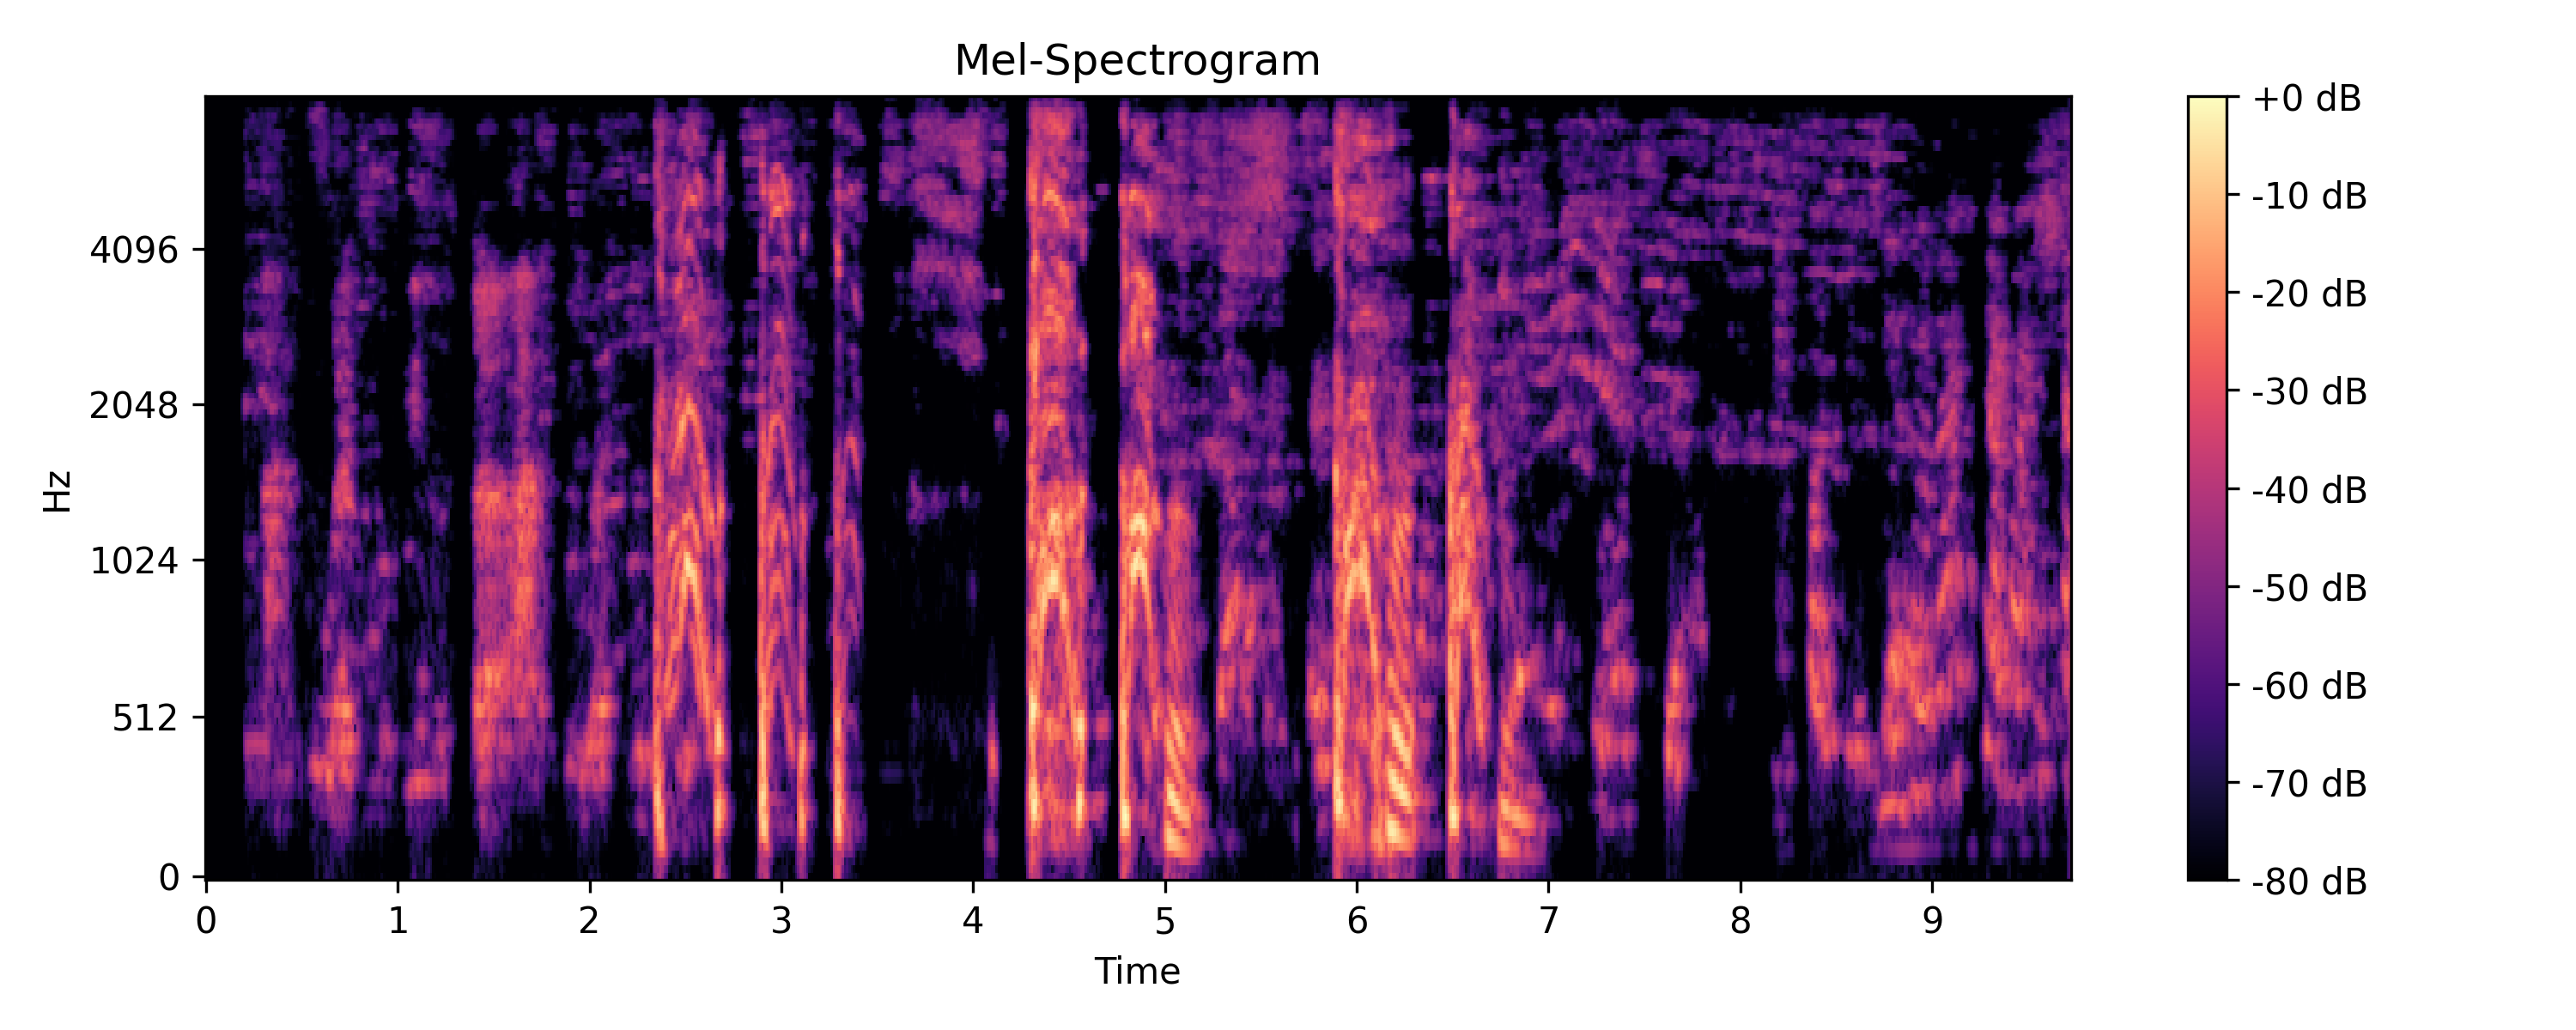 Mel-Spectrogram
Hz
4096
2048
1024
512
0
0 1 2 3 4 5 6 7 8 9
Time
+0 dB
-10 dB
-20 dB
-30 dB
-40 dB
-50 dB
-60 dB
-70 dB
-80 dB